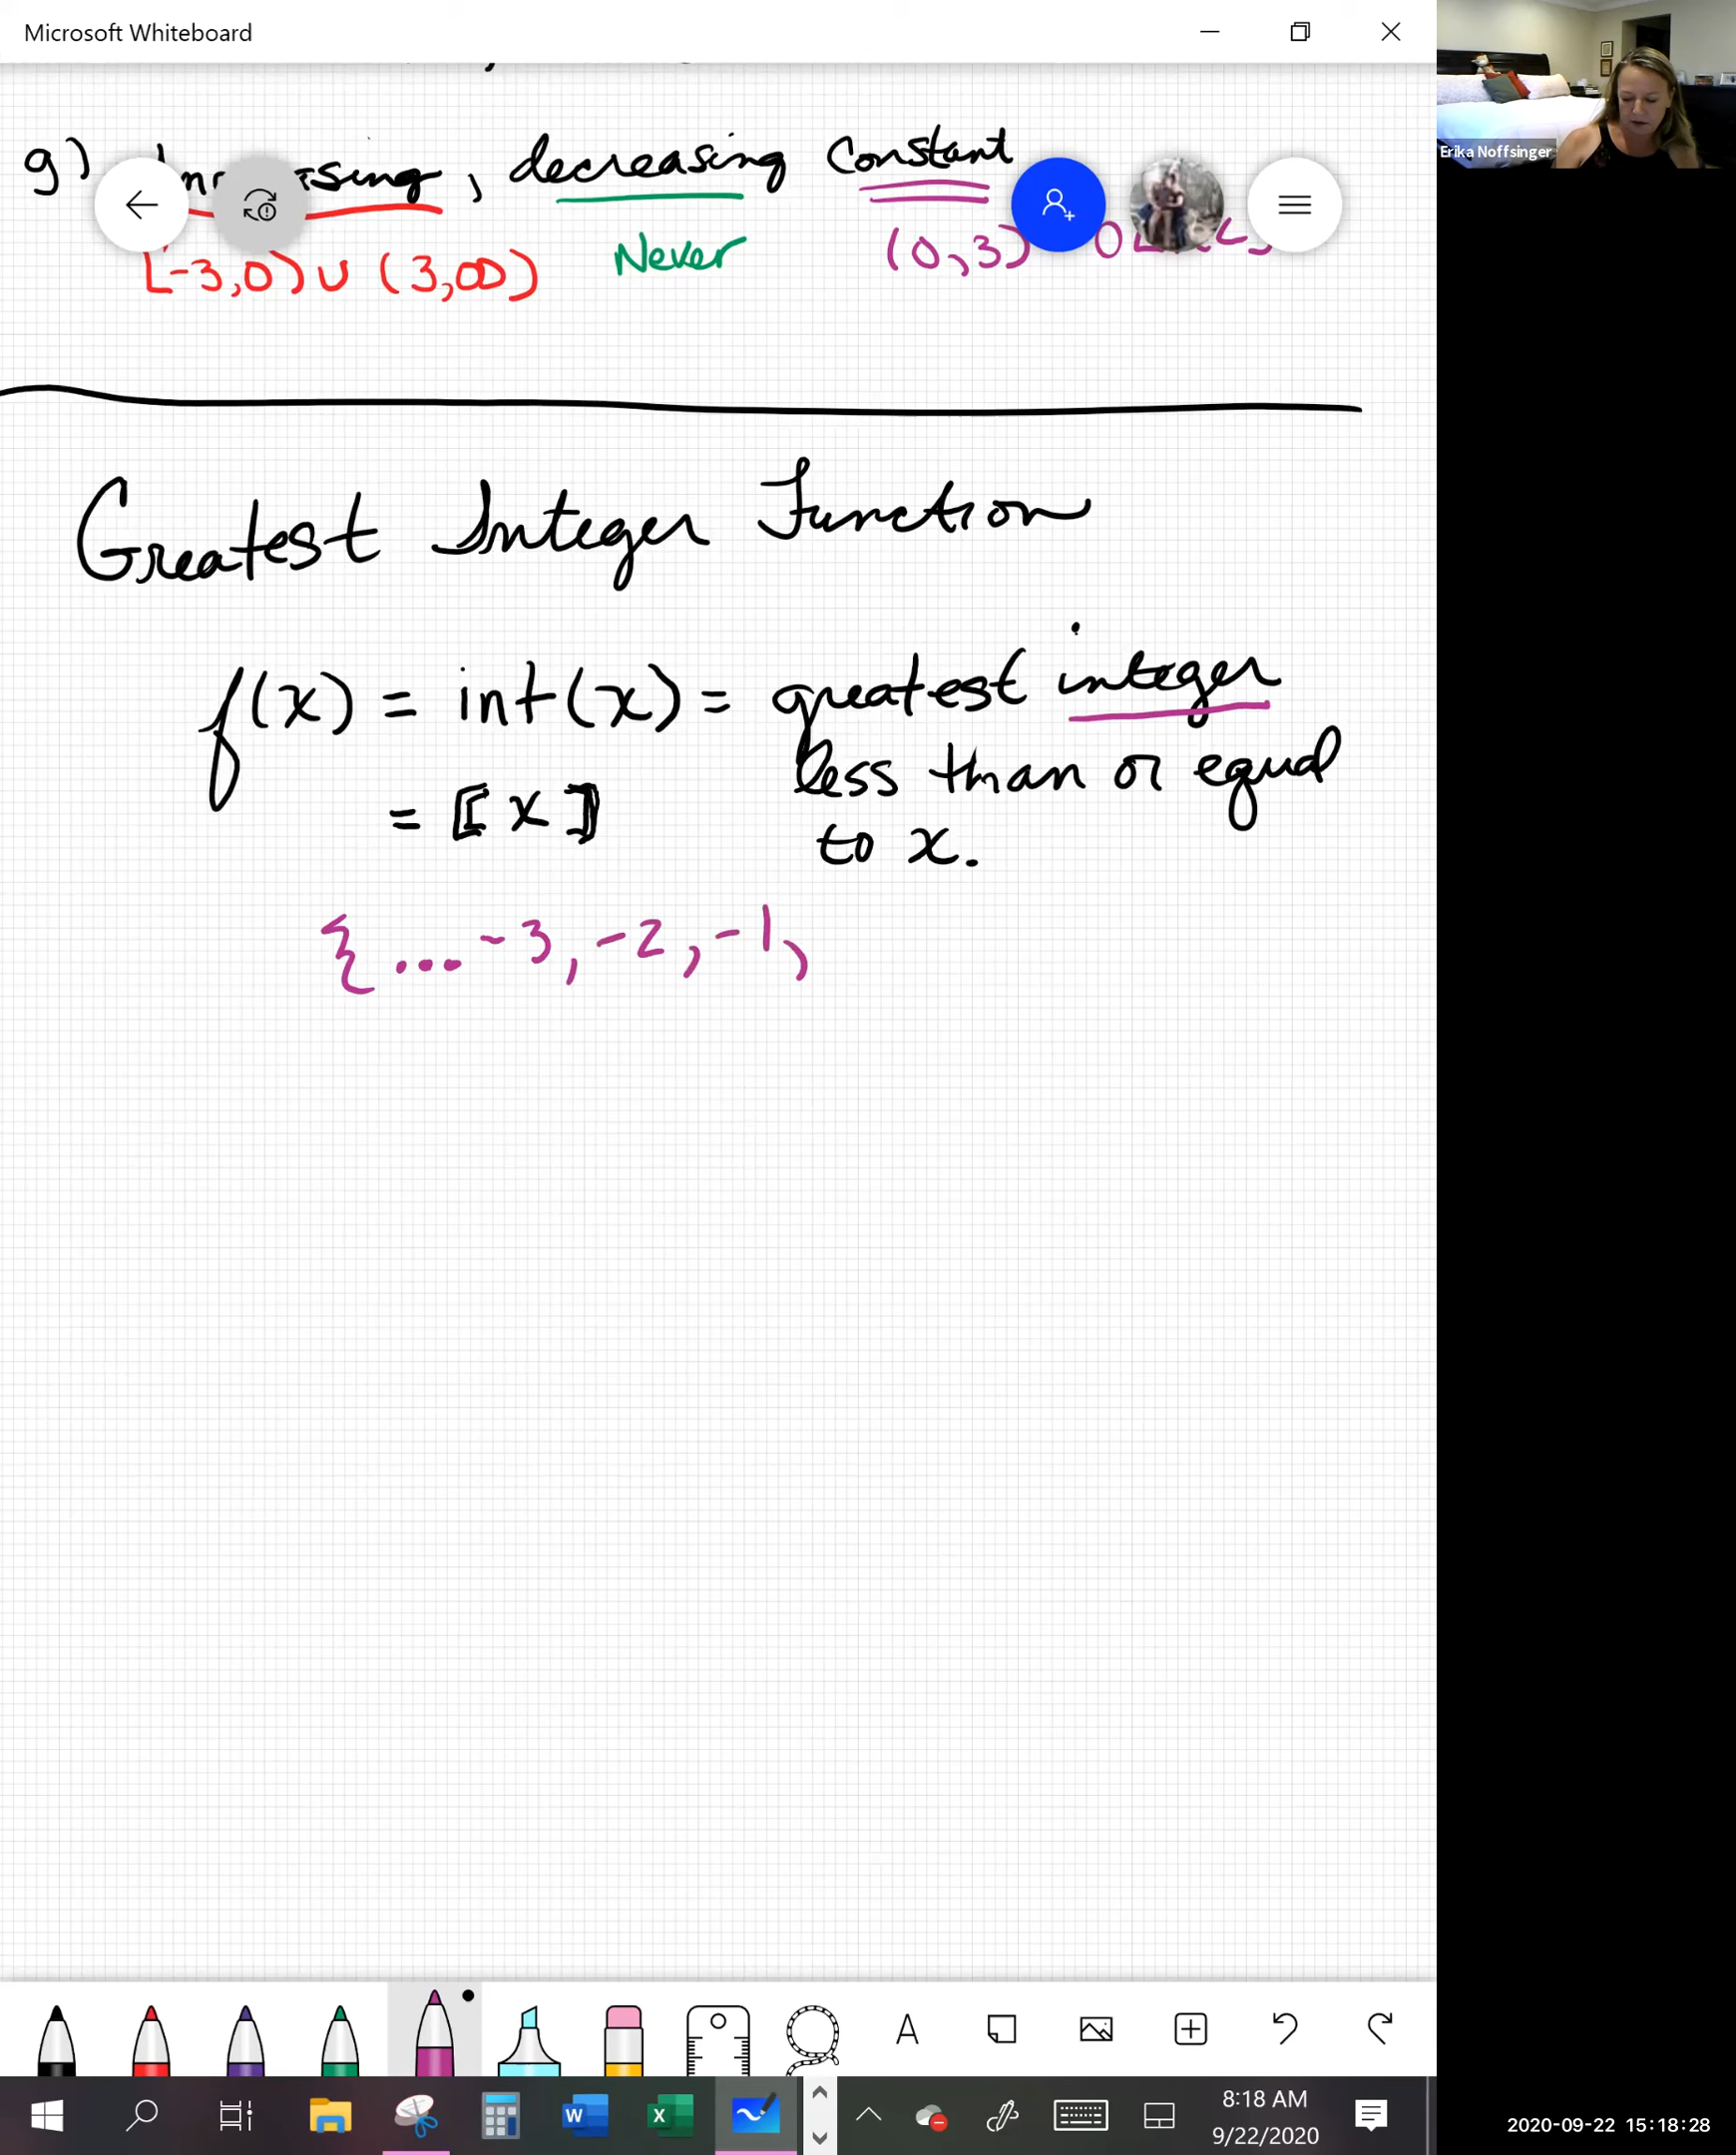 Microsoft Whiteboard
Erika Noffsinger
g) , decreasing Constant
[-3,0) ∪ (3,∞) Never (0,3)
Greatest Integer Function
f(x) = int(x) = greatest integer
less than or equal
= ⟦x⟧
to x.
{... -3, -2, -1,
8:18 AM
9/22/2020
2020-09-22 15:18:28